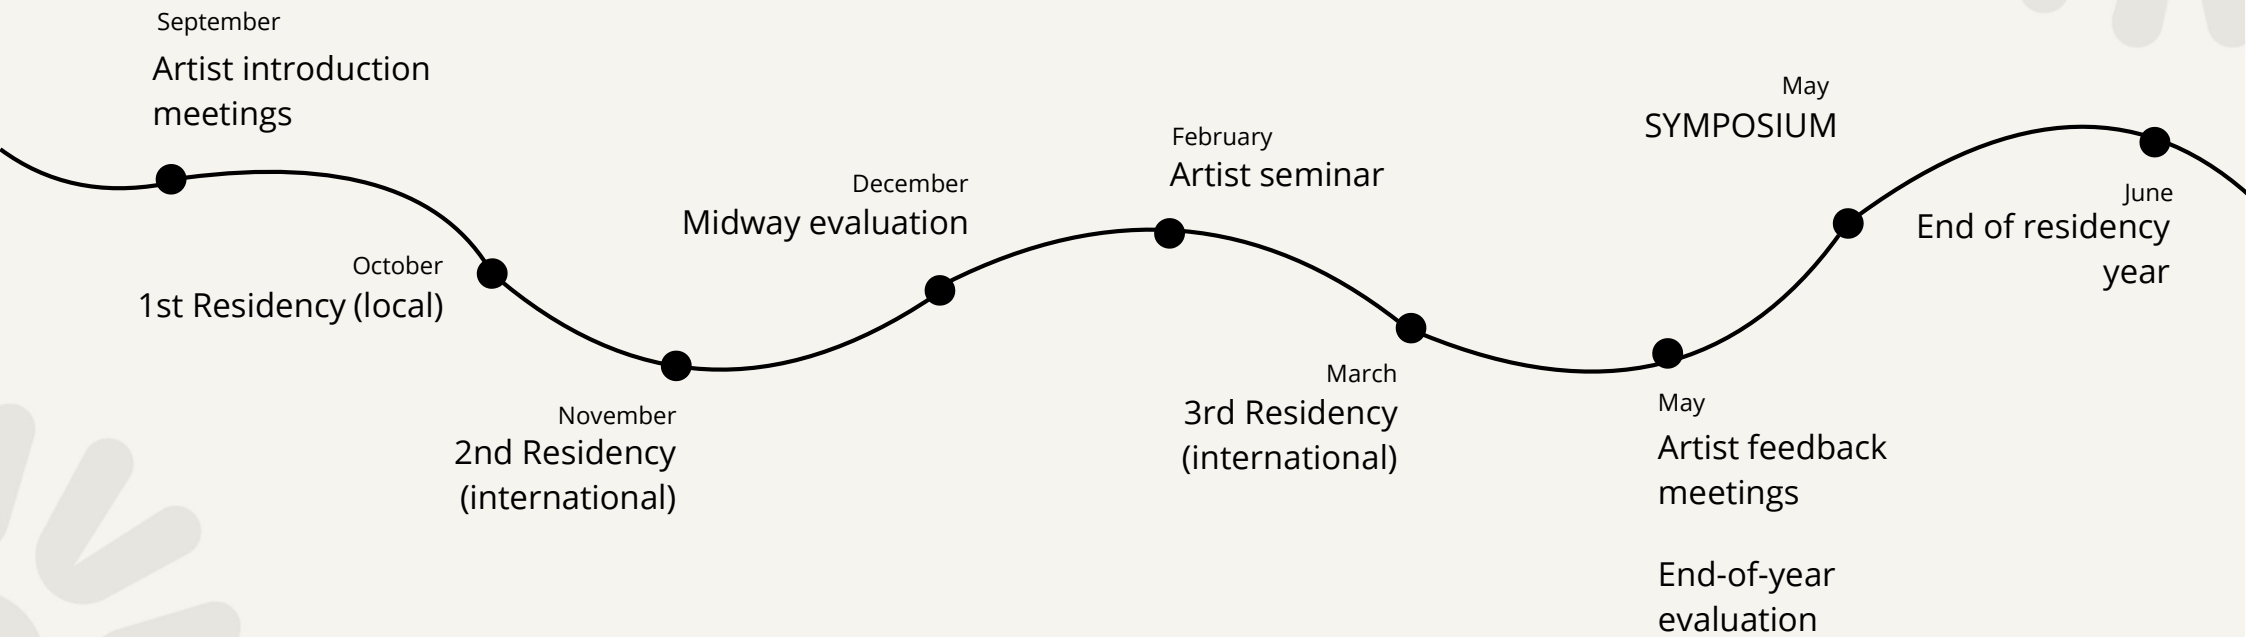 September
Artist introduction
meetings
October
1st Residency (local)
November
2nd Residency
(international)
December
Midway evaluation
February
Artist seminar
March
3rd Residency
(international)
May
Artist feedback
meetings
End-of-year
evaluation
May
SYMPOSIUM
June
End of residency
year